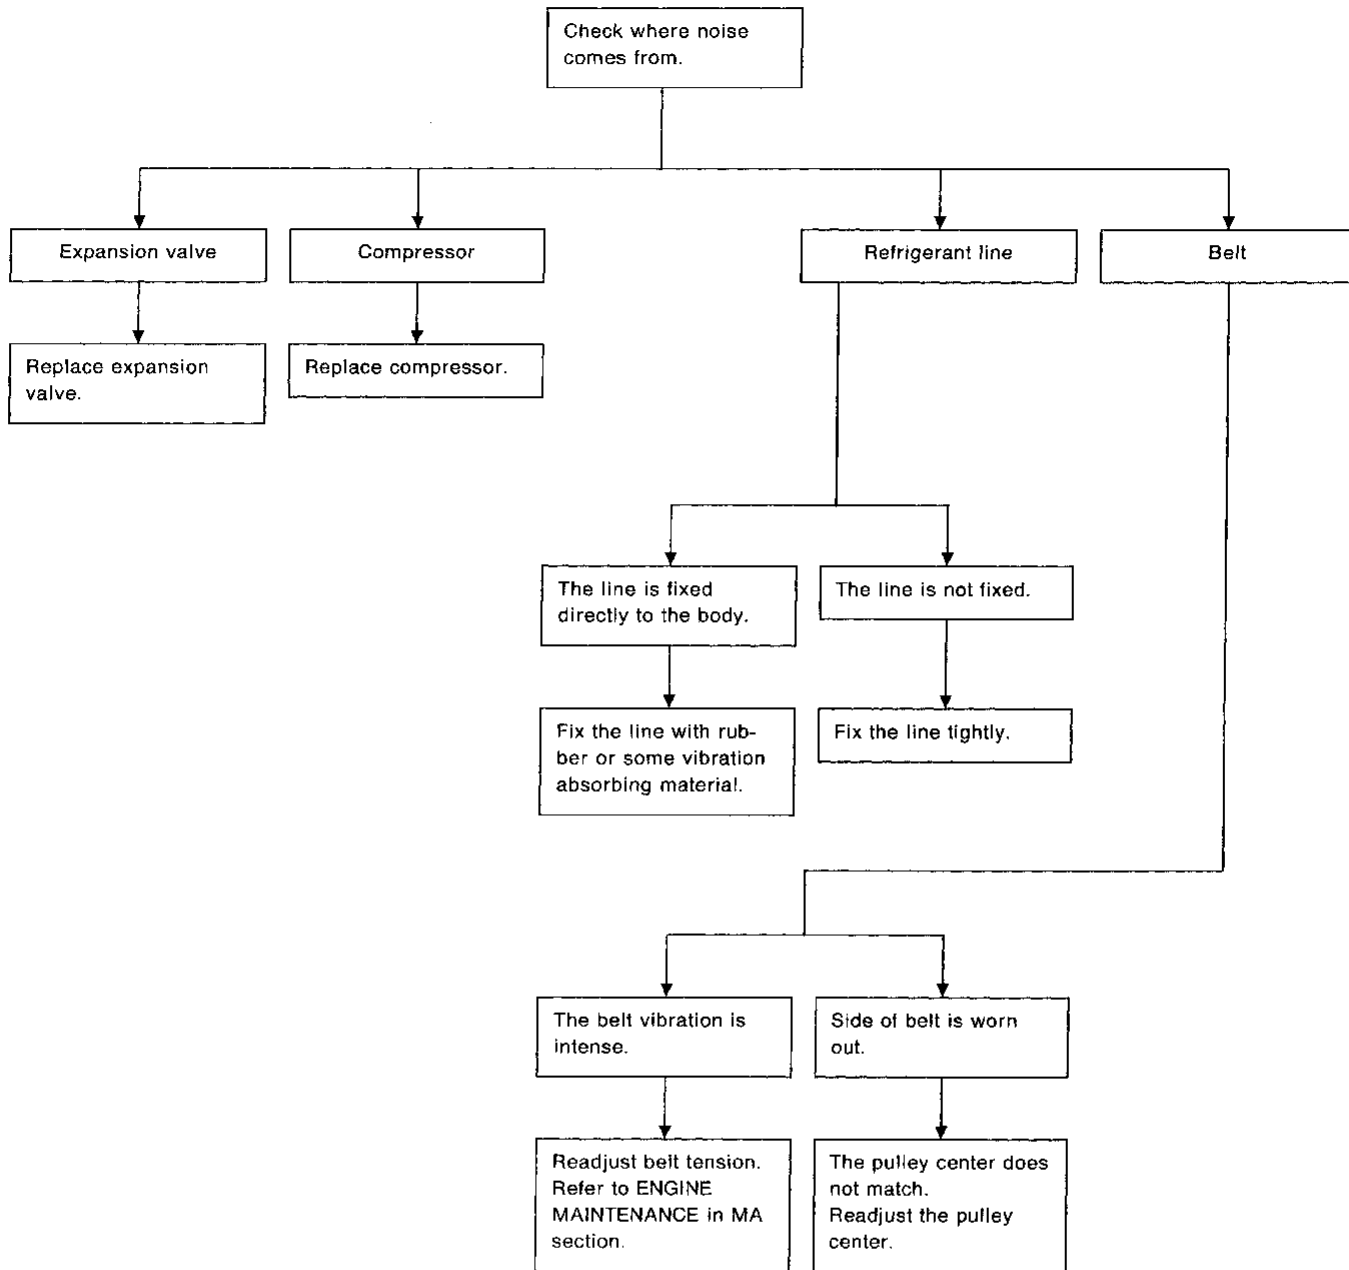 Check where noise
comes from.
Expansion valve
Compressor
Refrigerant line
Belt
Replace expansion
valve.
Replace compressor.
The line is fixed
directly to the body.
The line is not fixed.
Fix the line with rub-
ber or some vibration
absorbing material.
Fix the line tightly.
The belt vibration is
intense.
Side of belt is worn
out.
Readjust belt tension.
Refer to ENGINE
MAINTENANCE in MA
section.
The pulley center does
not match.
Readjust the pulley
center.